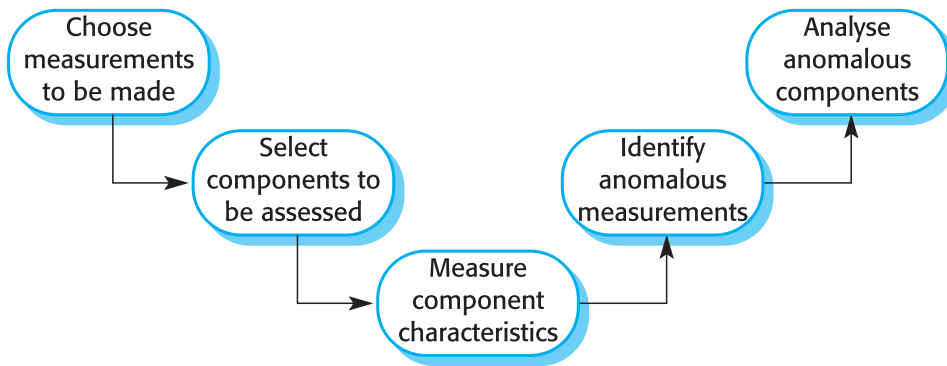 Choose
measurements
to be made
Select
components to
be assessed
Measure
component
characteristics
Identify
anomalous
measurements
Analyse
anomalous
components